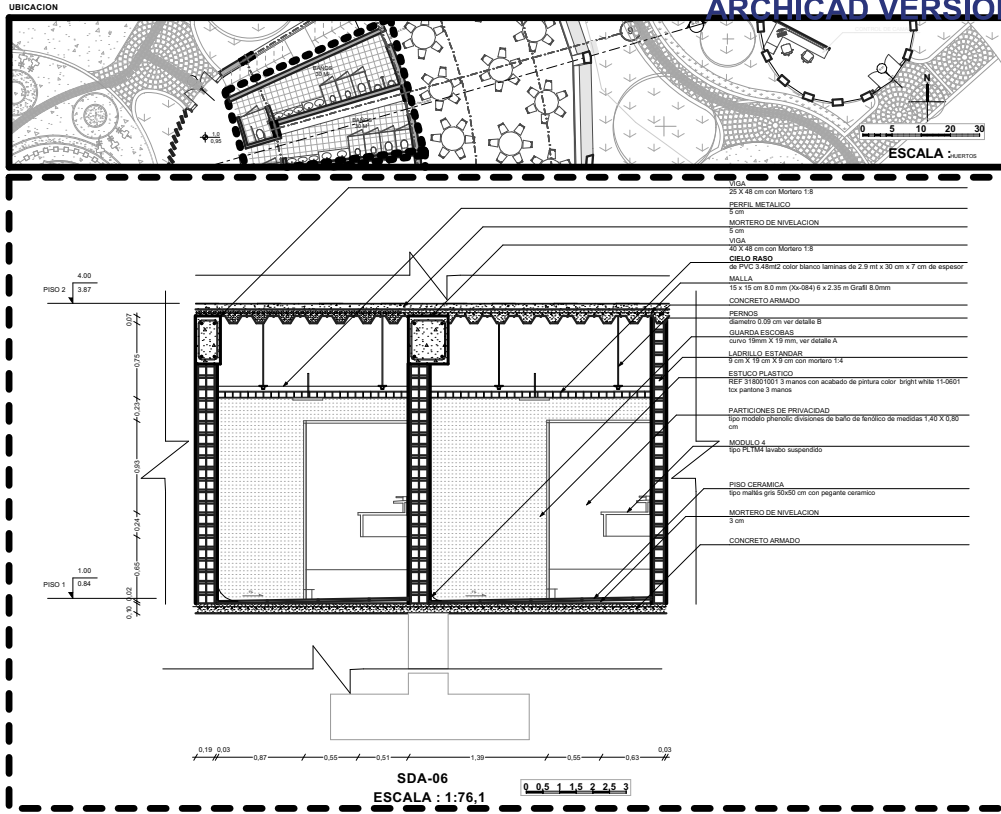 UBICACION
ARCHICAD VERSION
BAÑOS
BAÑOS
1.0
0,95
N
0 5 10 20 30
ESCALA :
HUERTOS
VIGA
25 X 48 cm con Mortero 1:8
PERFIL METALICO
5 cm
MORTERO DE NIVELACION
5 cm
VIGA
40 X 48 cm con Mortero 1:8
CIELO RASO
de PVC 3.48mt2 color blanco laminas de 2.9 mt x 30 cm x 7 cm de espesor
MALLA
15 x 15 cm 8.0 mm (Xx-084) 6 x 2.35 m Grafil 8.0mm
CONCRETO ARMADO
PERNOS
diametro 0.09 cm ver detalle B
GUARDA ESCOBAS
curvo 19mm X 19 mm, ver detalle A
LADRILLO ESTANDAR
9 cm X 19 cm X 9 cm con mortero 1:4
ESTUCO PLASTICO
REF 318001001 3 manos con acabado de pintura color bright white 11-0601
tcx pantone 3 manos
PARTICIONES DE PRIVACIDAD
tipo modelo phenolic divisiones de baño de fenólico de medidas 1,40 X 0,80
cm
MODULO 4
tipo PLTM4 lavabo suspendido
PISO CERAMICA
tipo maltés gris 50x50 cm con pegante ceramico
MORTERO DE NIVELACION
3 cm
CONCRETO ARMADO
4.00
PISO 2 3.87
0,07
0,75
0,23
0,93
0,24
0,65
0,02
0,10
1.00
PISO 1 0.84
0,19 0,03 0,87 0,55 0,51 1,39 0,55 0,63 0,03
SDA-06
ESCALA : 1:76,1
0 0,5 1 1,5 2 2,5 3